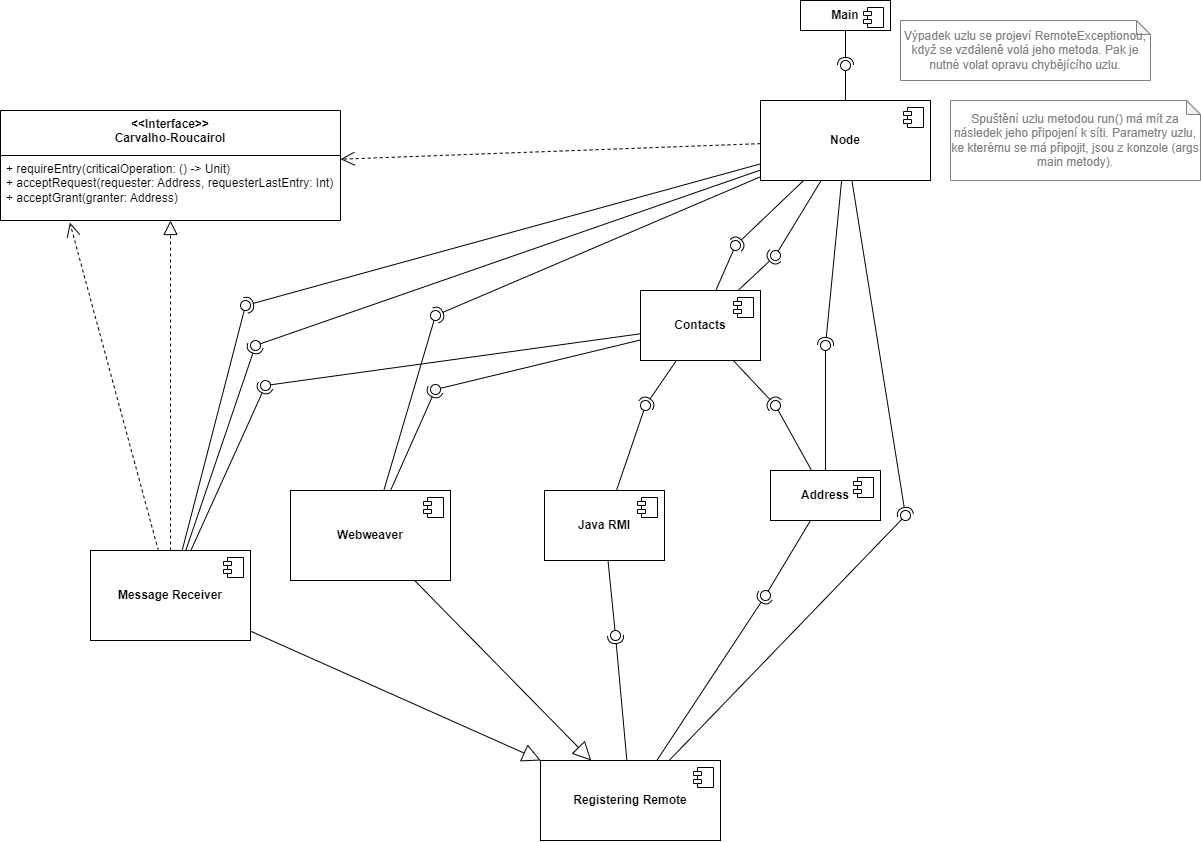 Main
Výpadek uzlu se projeví RemoteExceptionou,
když se vzdáleně volá jeho metoda. Pak je
nutné volat opravu chybějícího uzlu.
<<Interface>>
Carvalho-Roucairol
+ requireEntry(criticalOperation: () -> Unit)
+ acceptRequest(requester: Address, requesterLastEntry: Int)
+ acceptGrant(granter: Address)
Node
Spuštění uzlu metodou run() má mít za
následek jeho připojení k síti. Parametry uzlu,
ke kterému se má připojit, jsou z konzole (args
main metody).
Contacts
Webweaver
Java RMI
Address
Message Receiver
Registering Remote